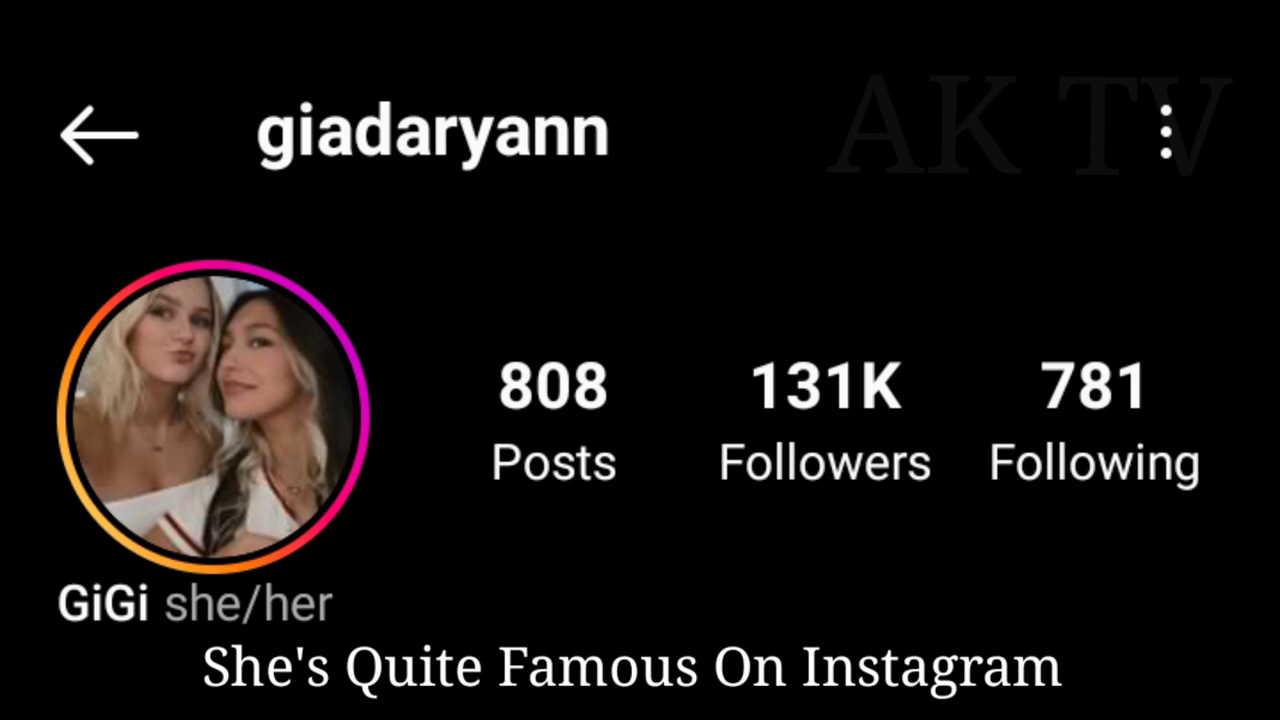 giadaryann
AK TV
808 131K 781
Posts Followers Following
GiGi she/her
She's Quite Famous On Instagram